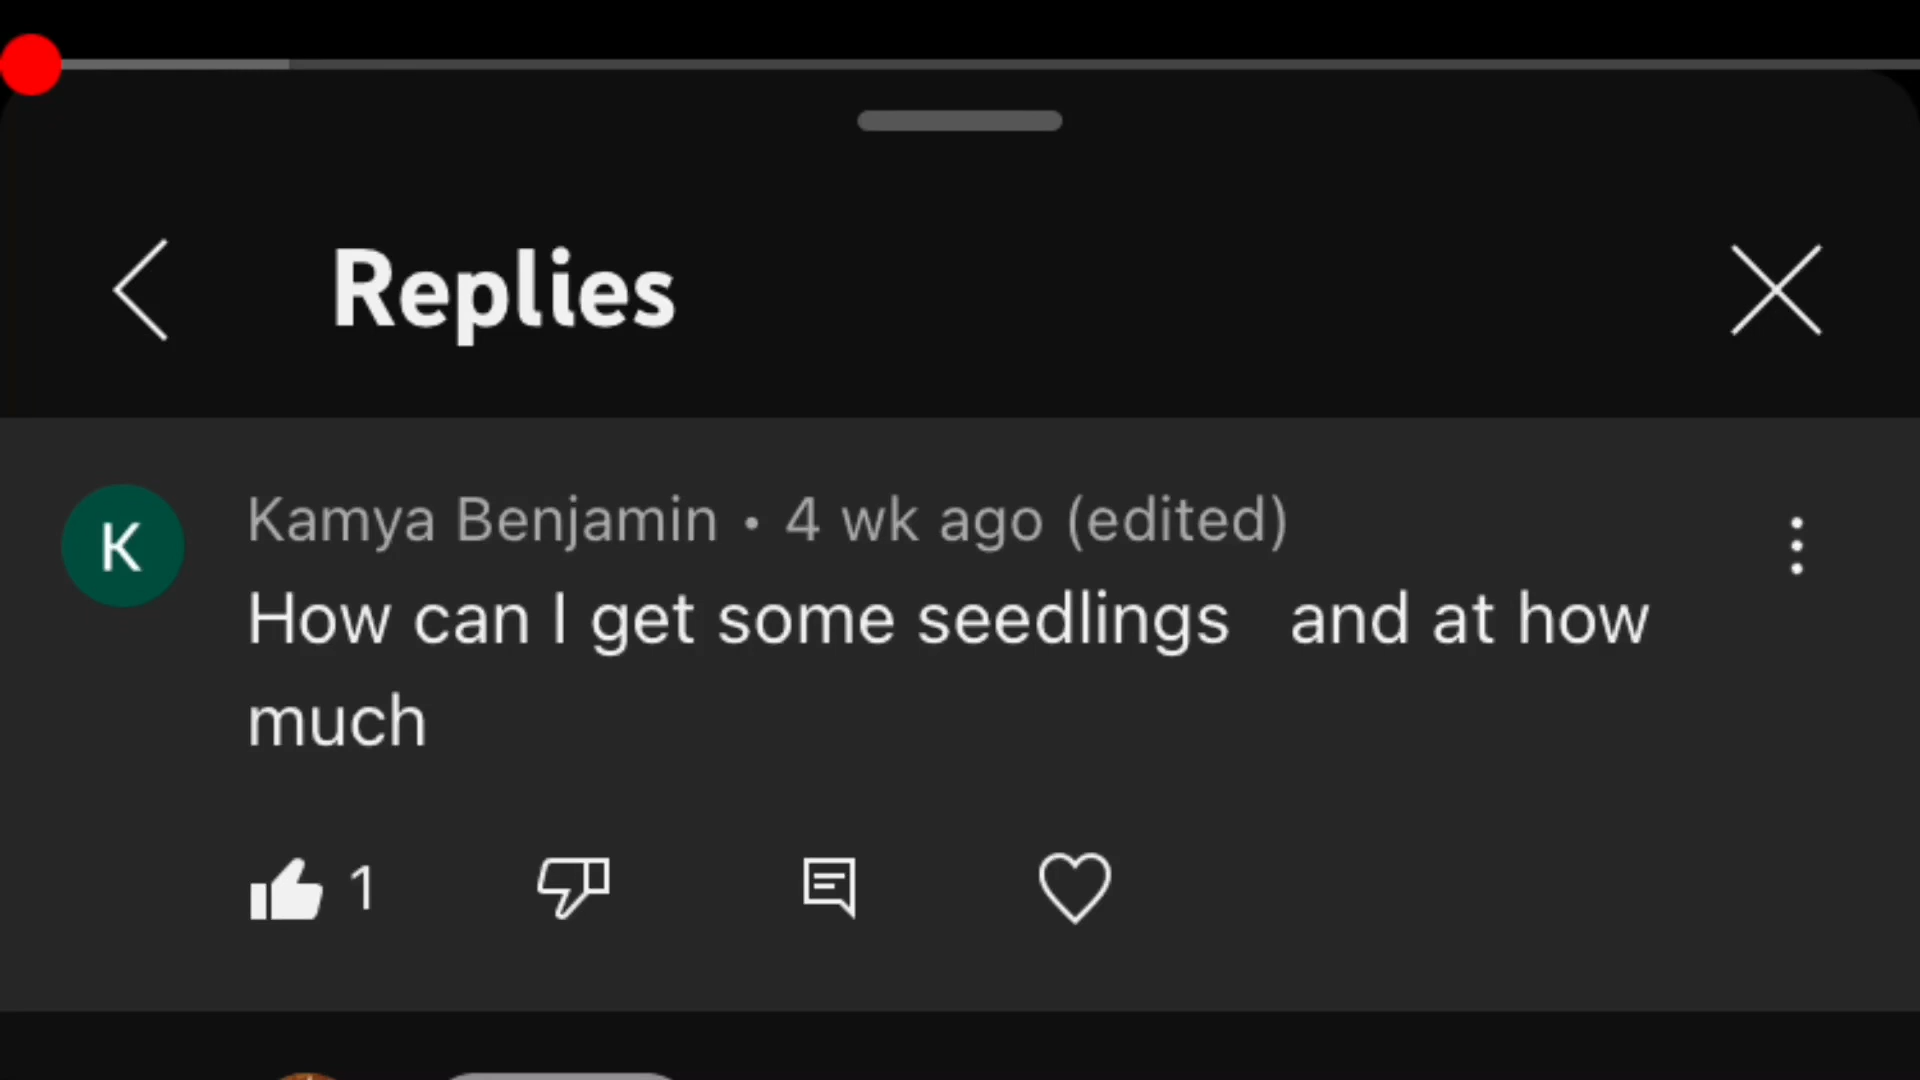 Replies
K
Kamya Benjamin • 4 wk ago (edited)
How can I get some seedlings   and at how
much
1